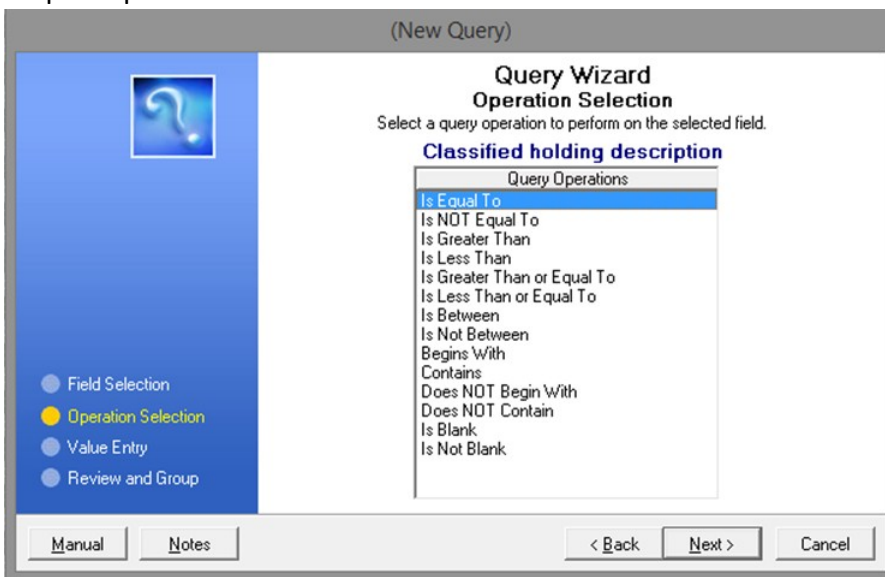 (New Query)
Query Wizard
Operation Selection
Select a query operation to perform on the selected field.
Classified holding description
Query Operations
Is Equal To
Is NOT Equal To
Is Greater Than
Is Less Than
Is Greater Than or Equal To
Is Less Than or Equal To
Is Between
Is Not Between
Begins With
Contains
Does NOT Begin With
Does NOT Contain
Is Blank
Is Not Blank
Field Selection
Operation Selection
Value Entry
Review and Group
Manual
Notes
< Back
Next >
Cancel